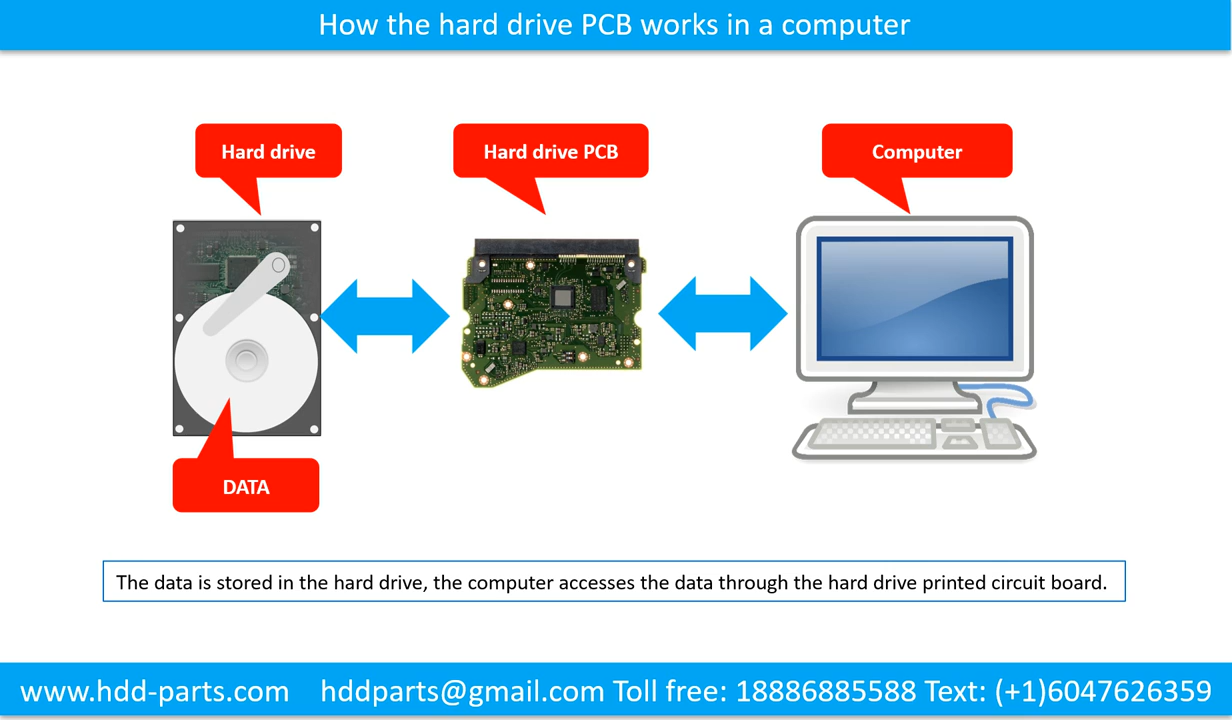 How the hard drive PCB works in a computer
Hard drive
Hard drive PCB
Computer
DATA
The data is stored in the hard drive, the computer accesses the data through the hard drive printed circuit board.
www.hdd-parts.com hddparts@gmail.com Toll free: 18886885588 Text: (+1)6047626359